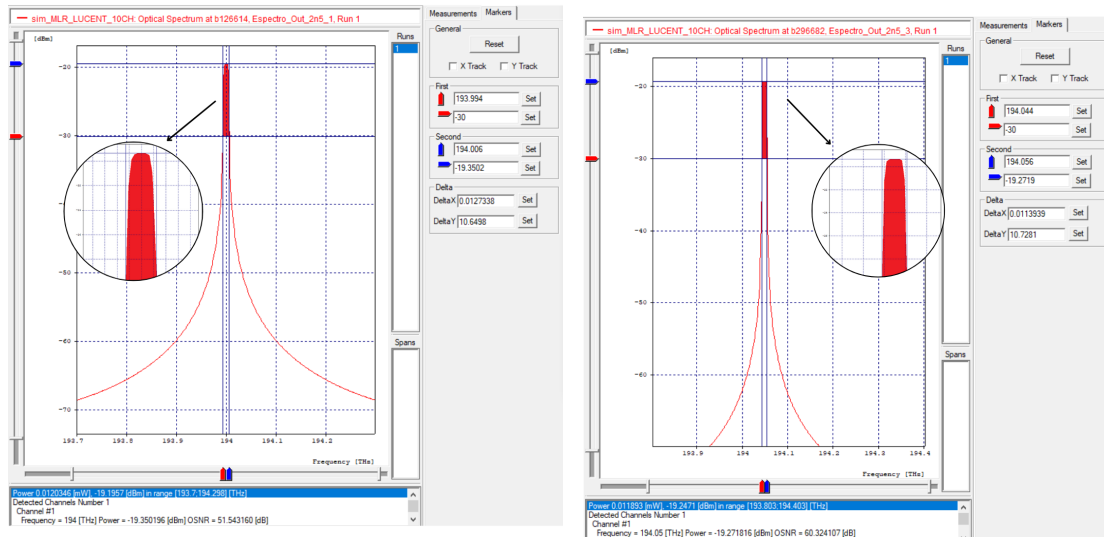 sim_MLR_LUCENT_10CH: Optical Spectrum at b126614, Espectro_Out_2n5_1, Run 1
[dBm]
-20
-30
-50
-60
-70
193.7
193.8
193.9
194
194.1
194.2
Frequency [THz]
Runs
1
Spans
Power 0.0120346 [mW], -19.1957 [dBm] in range [193.7;194.298] [THz]
Detected Channels Number 1
Channel #1
Frequency = 194 [THz] Power = -19.350196 [dBm] OSNR = 51.543160 [dB]
Measurements
Markers
General
Reset
X Track
Y Track
First
193.994
Set
-30
Set
Second
194.006
Set
-19.3502
Set
Delta
DeltaX
0.0127338
Set
DeltaY
10.6498
Set
sim_MLR_LUCENT_10CH: Optical Spectrum at b296682, Espectro_Out_2n5_3, Run 1
[dBm]
-20
-30
-40
-50
-60
193.9
194
194.1
194.2
194.3
194.4
Frequency [THz]
Runs
1
Spans
Power 0.011893 [mW], -19.2471 [dBm] in range [193.803;194.403] [THz]
Detected Channels Number 1
Channel #1
Frequency = 194.05 [THz] Power = -19.271816 [dBm] OSNR = 60.324107 [dB]
Measurements
Markers
General
Reset
X Track
Y Track
First
194.044
Set
-30
Set
Second
194.056
Set
-19.2719
Set
Delta
DeltaX
0.0113939
Set
DeltaY
10.7281
Set